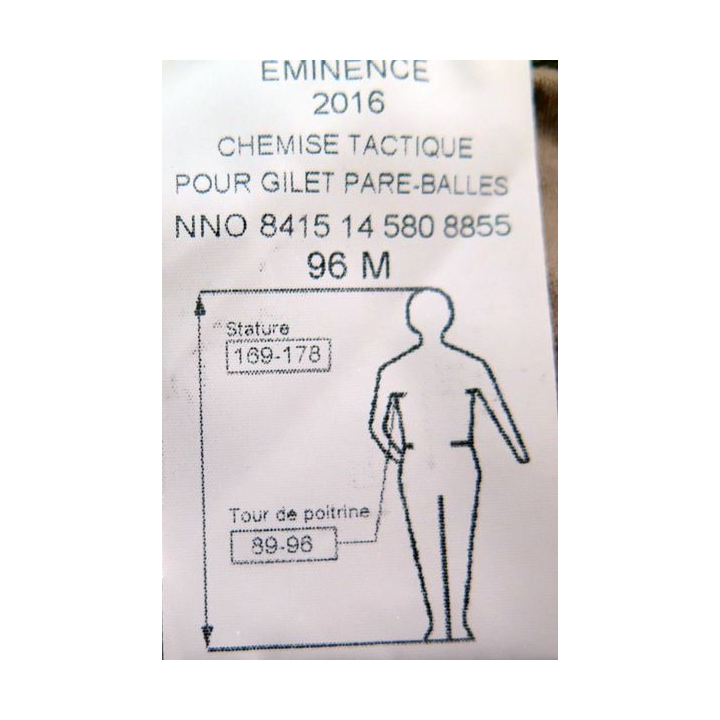 EMINENCE
2016
CHEMISE TACTIQUE
POUR GILET PARE-BALLES
NNO 8415 14 580 8855
96 M
Stature
169-178
Tour de poitrine
89-96